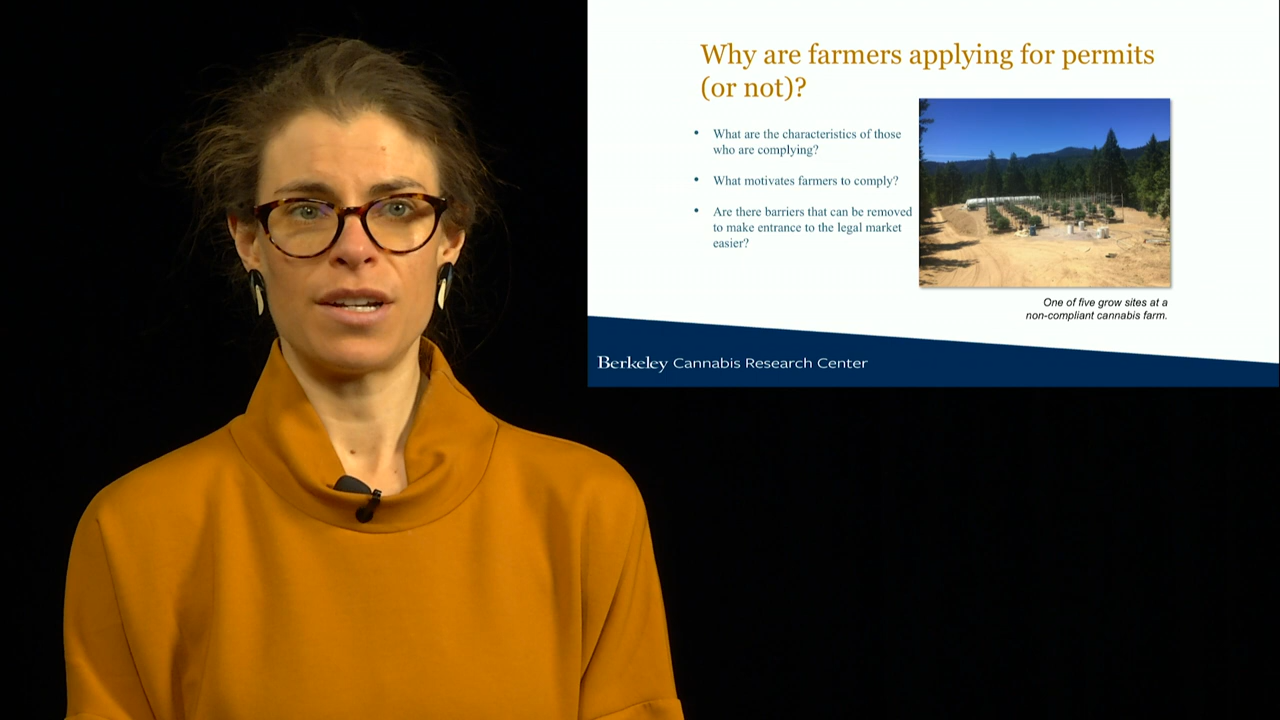 Why are farmers applying for permits
(or not)?
• What are the characteristics of those
who are complying?
• What motivates farmers to comply?
• Are there barriers that can be removed
to make entrance to the legal market
easier?
One of five grow sites at a
non-compliant cannabis farm.
Berkeley Cannabis Research Center